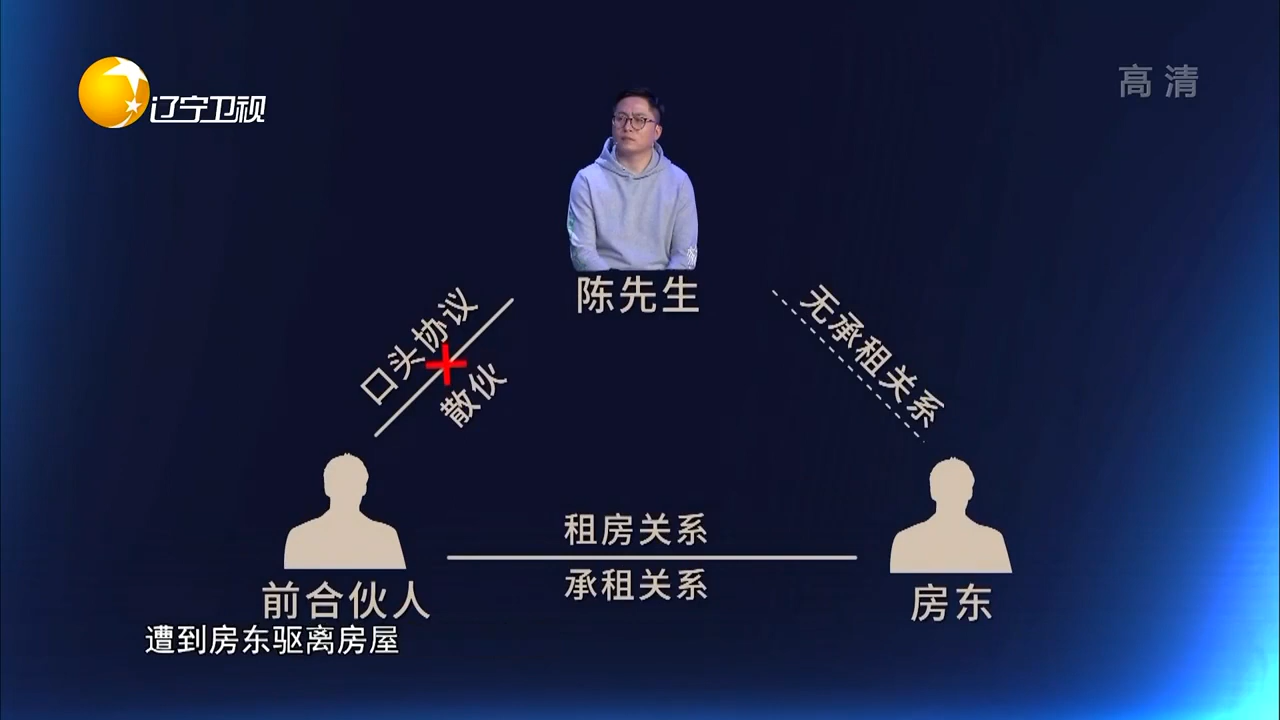 辽宁卫视
高清
陈先生
口头协议
散伙
无承租关系
租房关系
承租关系
前合伙人
房东
遭到房东驱离房屋